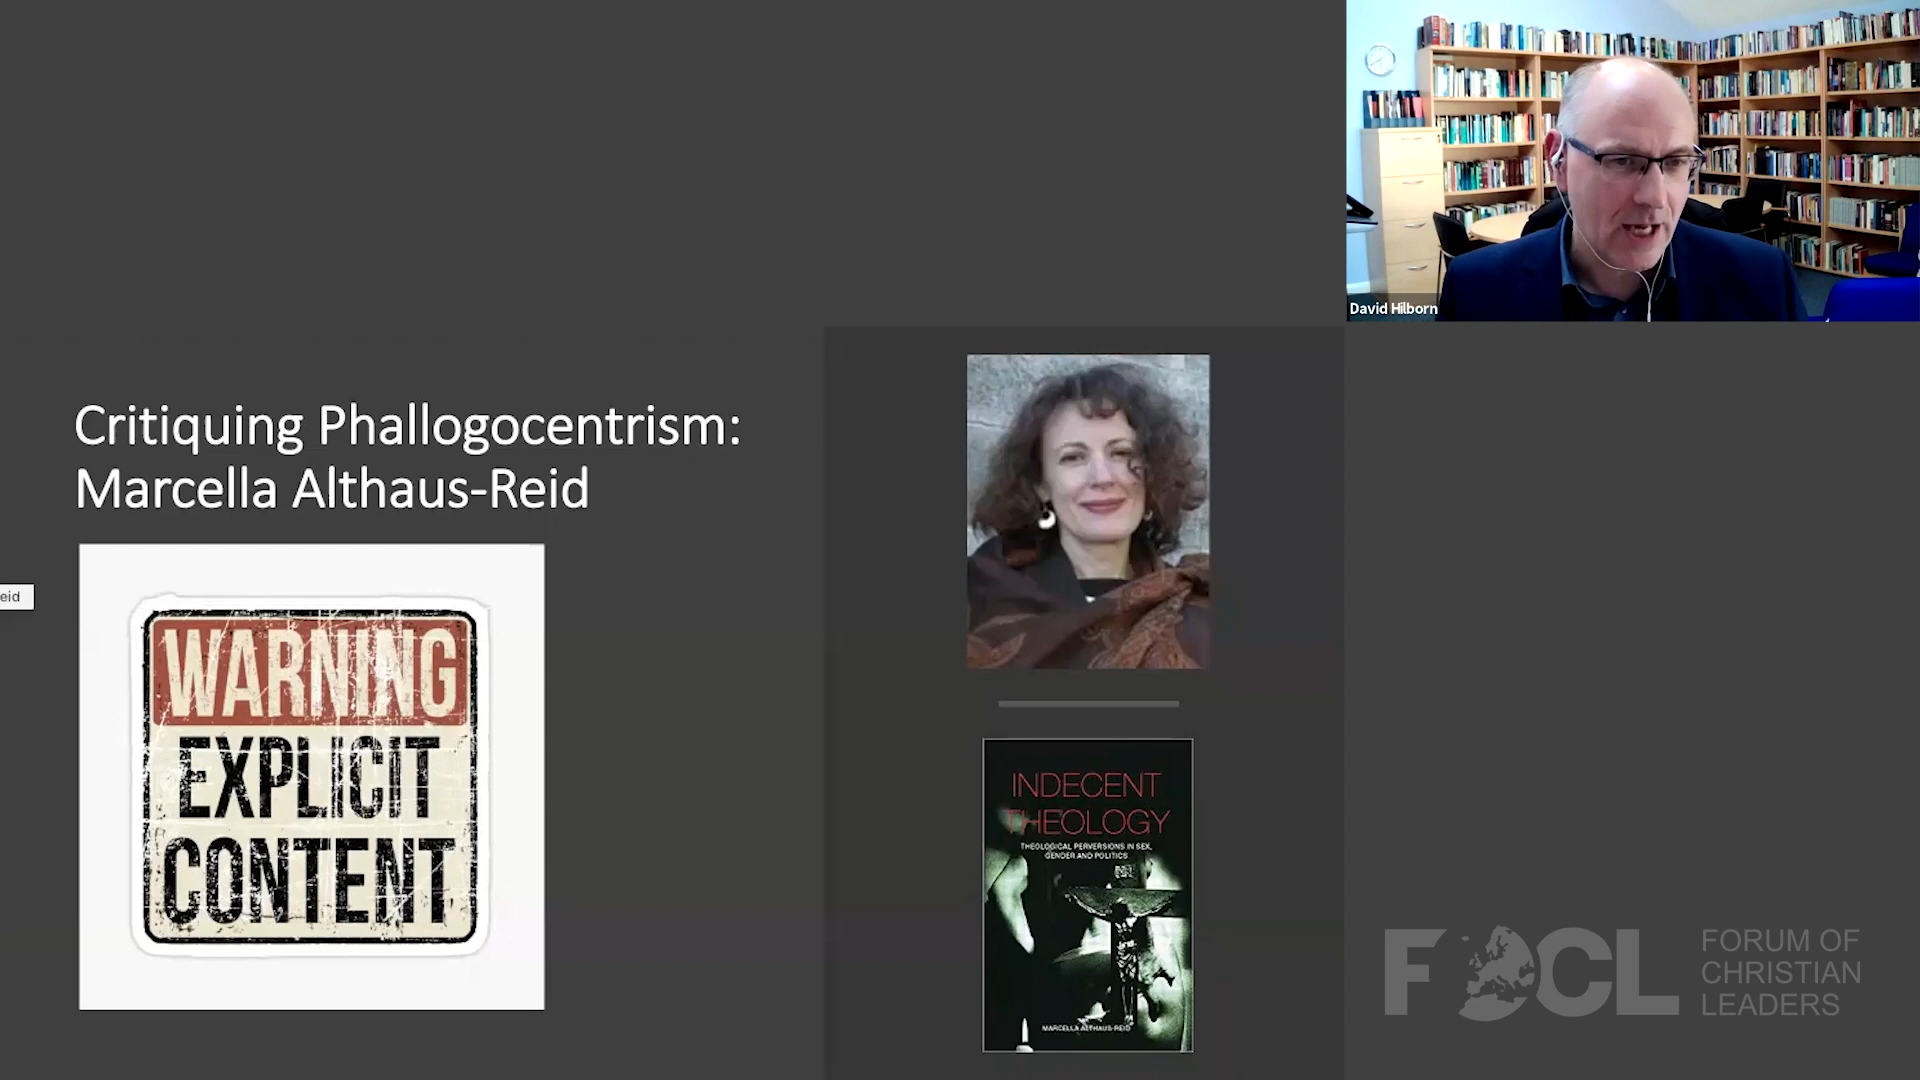 David Hilborn
Critiquing Phallogocentrism:
Marcella Althaus-Reid
eid
WARNING
EXPLICIT
CONTENT
INDECENT
THEOLOGY
THEOLOGICAL PERVERSIONS IN SEX,
GENDER AND POLITICS
MARCELLA ALTHAUS-REID
FOCL
FORUM OF
CHRISTIAN
LEADERS